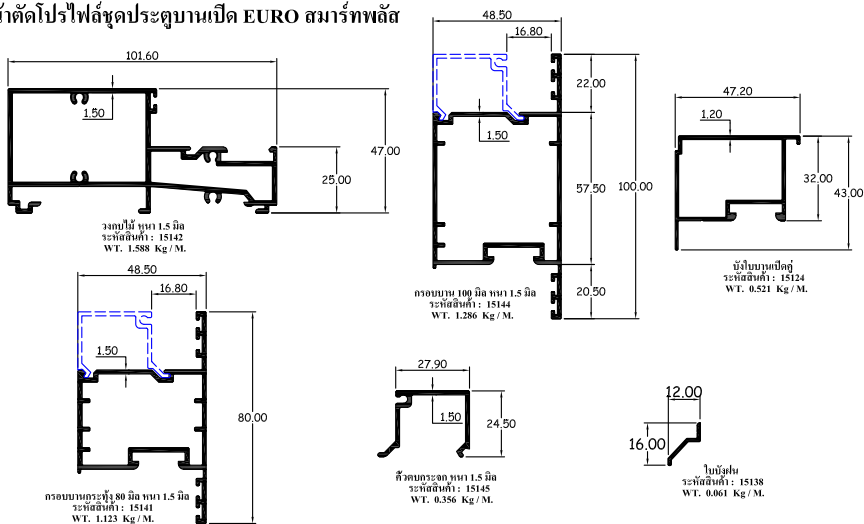 น้าตัดโปรไฟล์ชุดประตูบานเปิด EURO สมาร์ทพลัส
101.60
1.50
47.00
25.00
วงกบไม้ หนา 1.5 มิล
รหัสสินค้า : 15142
WT. 1.588 Kg / M.
48.50
16.80
22.00
1.50
57.50
100.00
20.50
กรอบบาน 100 มิล หนา 1.5 มิล
รหัสสินค้า : 15144
WT. 1.286 Kg / M.
47.20
1.20
32.00
43.00
บังใบบานเปิดคู่
รหัสสินค้า : 15124
WT. 0.521 Kg / M.
48.50
16.80
1.50
80.00
กรอบบานกระทุ้ง 80 มิล หนา 1.5 มิล
รหัสสินค้า : 15141
WT. 1.123 Kg / M.
27.90
1.50
24.50
คิ้วตบกระจก หนา 1.5 มิล
รหัสสินค้า : 15145
WT. 0.356 Kg / M.
12.00
16.00
ใบบังฝน
รหัสสินค้า : 15138
WT. 0.061 Kg / M.